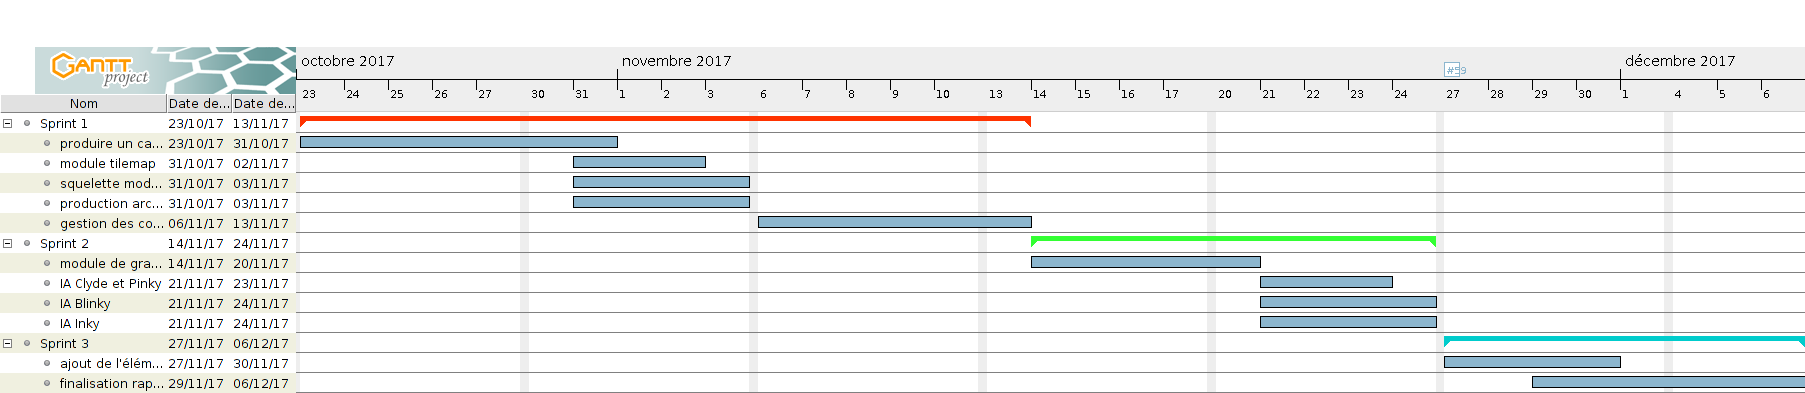 GANTT
project
octobre 2017 novembre 2017 décembre 2017
#59
23 24 25 26 27 30 31 1 2 3 6 7 8 9 10 13 14 15 16 17 20 21 22 23 24 27 28 29 30 1 4 5 6
Nom Date de... Date de...
Sprint 1 23/10/17 13/11/17
produire un ca... 23/10/17 31/10/17
module tilemap 31/10/17 02/11/17
squelette mod... 31/10/17 03/11/17
production arc... 31/10/17 03/11/17
gestion des co... 06/11/17 13/11/17
Sprint 2 14/11/17 24/11/17
module de gra... 14/11/17 20/11/17
IA Clyde et Pinky 21/11/17 23/11/17
IA Blinky 21/11/17 24/11/17
IA Inky 21/11/17 24/11/17
Sprint 3 27/11/17 06/12/17
ajout de l'élém... 27/11/17 30/11/17
finalisation rap... 29/11/17 06/12/17